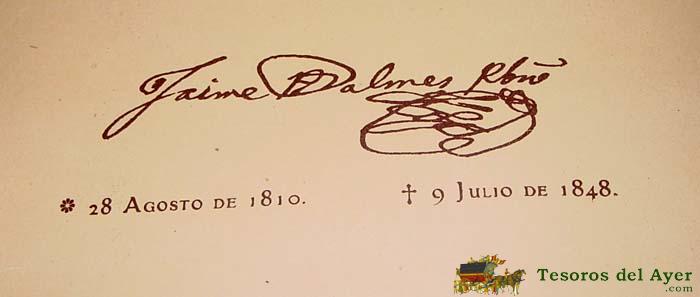 Jaime Balmes Pbro
* 28 AGOSTO DE 1810. † 9 JULIO DE 1848.
Tesoros del Ayer
.com